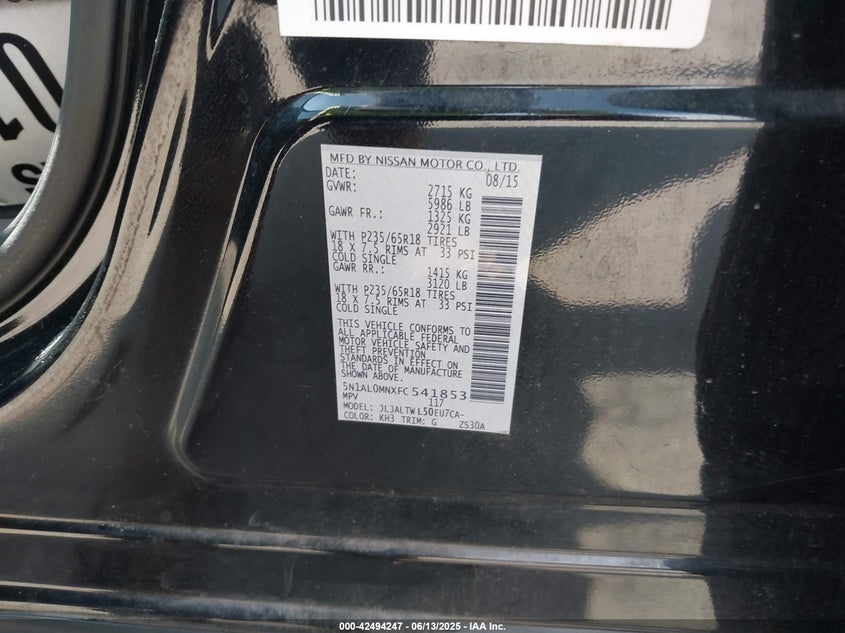 MFD BY NISSAN MOTOR CO., LTD.
DATE: 08/15
GVWR: 2715 KG
5986 LB
GAWR FR.: 1325 KG
2921 LB
WITH P235/65R18 TIRES
18 X 7.5 RIMS AT 33 PSI
COLD SINGLE
GAWR RR.: 1415 KG
3120 LB
WITH P235/65R18 TIRES
18 X 7.5 RIMS AT 33 PSI
COLD SINGLE
THIS VEHICLE CONFORMS TO
ALL APPLICABLE FEDERAL
MOTOR VEHICLE SAFETY AND
THEFT PREVENTION
STANDARDS IN EFFECT ON
THE DATE OF MANUFACTURE
SHOWN ABOVE.
5N1AL0MNXFC541853
MPV 117
MODEL: JLJALTWL50EU7CA-
COLOR: KH3 TRIM: G ZS30A
000-42494247 - 06/13/2025 - IAA Inc.